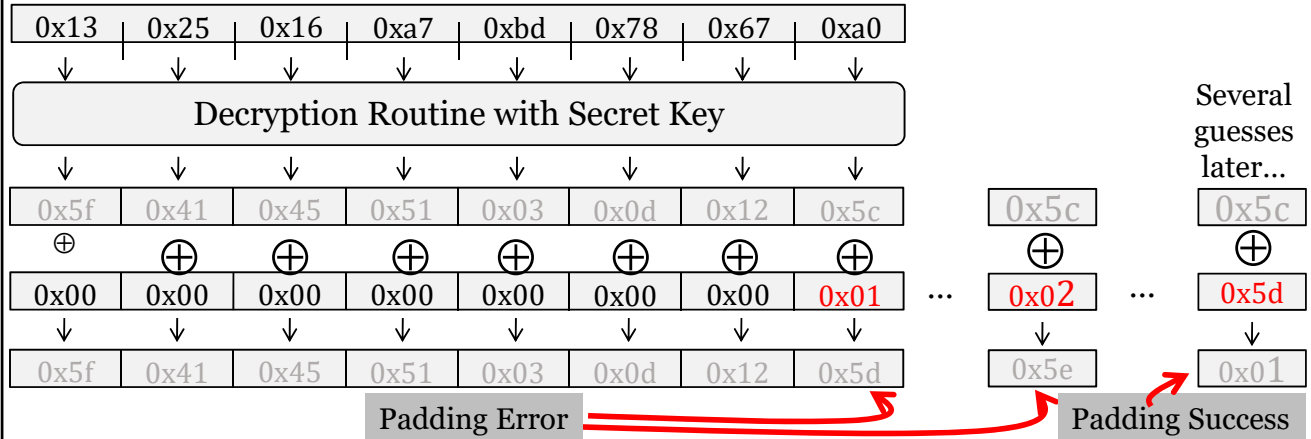 0x13 0x25 0x16 0xa7 0xbd 0x78 0x67 0xa0
Decryption Routine with Secret Key
Several
guesses
later...
0x5f 0x41 0x45 0x51 0x03 0x0d 0x12 0x5c 0x5c 0x5c
0x00 0x00 0x00 0x00 0x00 0x00 0x00 0x01 ... 0x02 ... 0x5d
0x5f 0x41 0x45 0x51 0x03 0x0d 0x12 0x5d 0x5e 0x01
Padding Error Padding Success